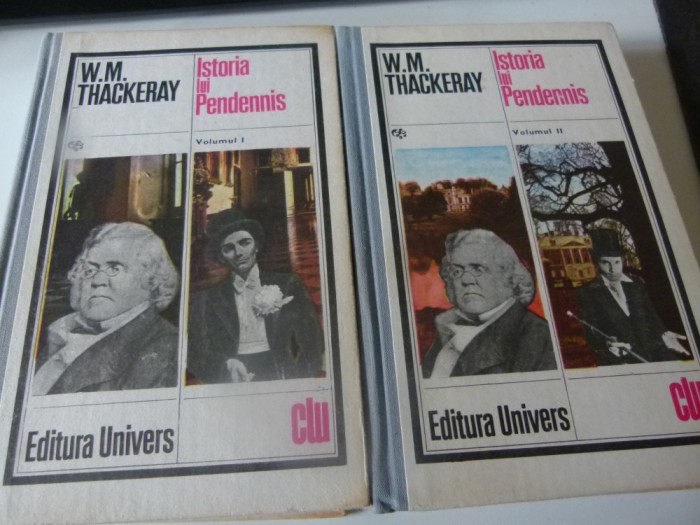 W.M.
THACKERAY
Istoria
lui
Pendennis
Volumul I
Editura Univers
clu
W.M.
THACKERAY
Istoria
lui
Pendennis
Volumul II
Editura Univers
clu